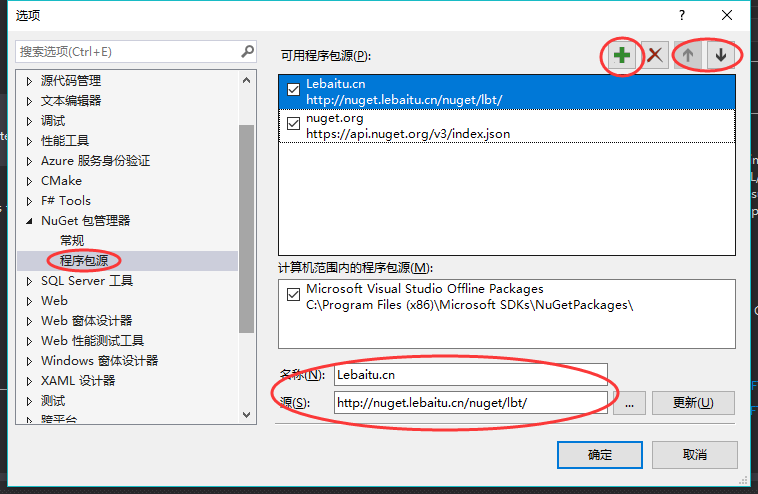 选项
搜索选项(Ctrl+E)
源代码管理
文本编辑器
调试
性能工具
Azure 服务身份验证
CMake
F# Tools
NuGet 包管理器
常规
程序包源
SQL Server 工具
Web
Web 窗体设计器
Web 性能测试工具
Windows 窗体设计器
XAML 设计器
测试
跨平台
可用程序包源(P):
Lebaitu.cn
http://nuget.lebaitu.cn/nuget/lbt/
nuget.org
https://api.nuget.org/v3/index.json
计算机范围内的程序包源(M):
Microsoft Visual Studio Offline Packages
C:\Program Files (x86)\Microsoft SDKs\NuGetPackages\
名称(N):
Lebaitu.cn
源(S):
http://nuget.lebaitu.cn/nuget/lbt/
...
更新(U)
确定
取消